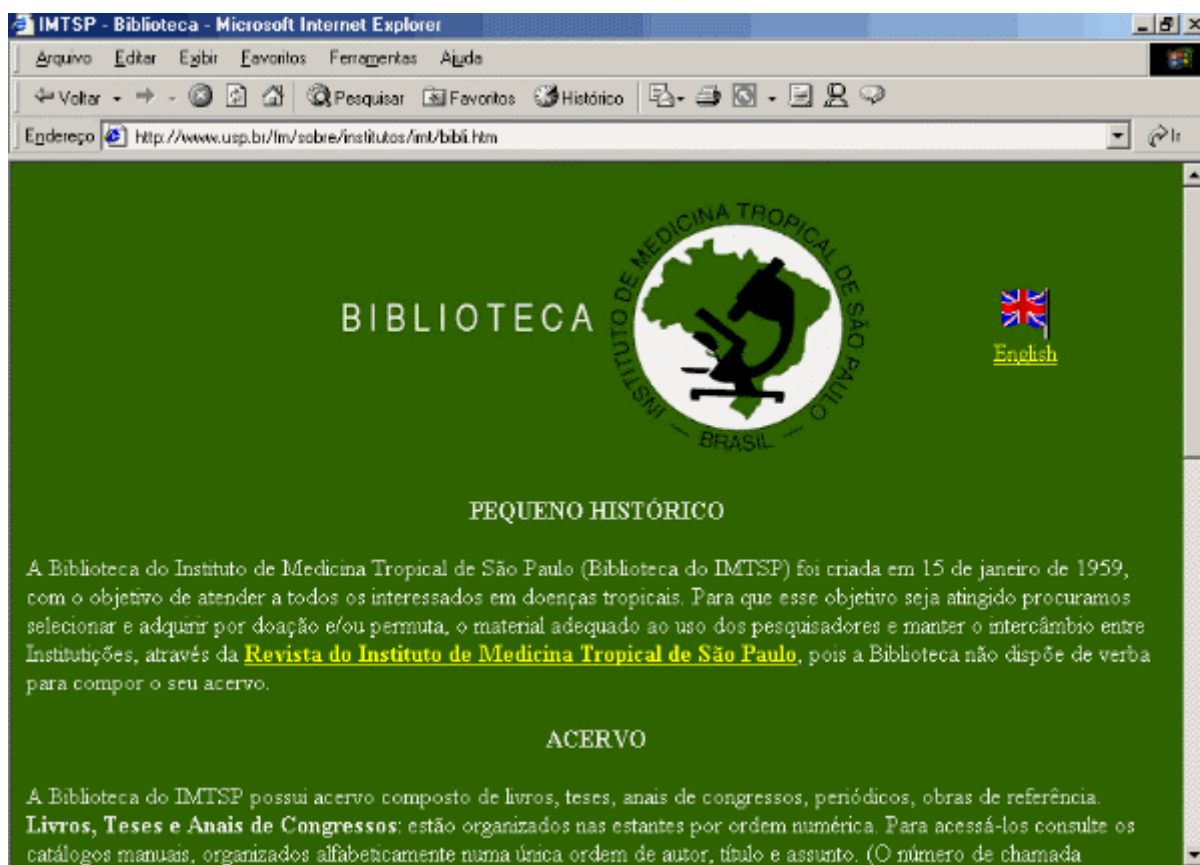 IMTSP - Biblioteca - Microsoft Internet Explorer
Arquivo Editar Exibir Favoritos Ferramentas Ajuda
Voltar Pesquisar Favoritos Histórico
Endereço http://www.usp.br/fm/sobre/institutos/imt/bibli.htm Ir
INSTITUTO DE MEDICINA TROPICAL DE SÃO PAULO
BIBLIOTECA
English
— BRASIL —
PEQUENO HISTÓRICO
A Biblioteca do Instituto de Medicina Tropical de São Paulo (Biblioteca do IMTSP) foi criada em 15 de janeiro de 1959,
com o objetivo de atender a todos os interessados em doenças tropicais. Para que esse objetivo seja atingido procuramos
selecionar e adquirir por doação e/ou permuta, o material adequado ao uso dos pesquisadores e manter o intercâmbio entre
Institutições, através da Revista do Instituto de Medicina Tropical de São Paulo, pois a Biblioteca não dispõe de verba
para compor o seu acervo.
ACERVO
A Biblioteca do IMTSP possui acervo composto de livros, teses, anais de congressos, periódicos, obras de referência.
Livros, Teses e Anais de Congressos: estão organizados nas estantes por ordem numérica. Para acessá-los consulte os
catálogos manuais, organizados alfabeticamente numa única ordem de autor, título e assunto. (O número de chamada